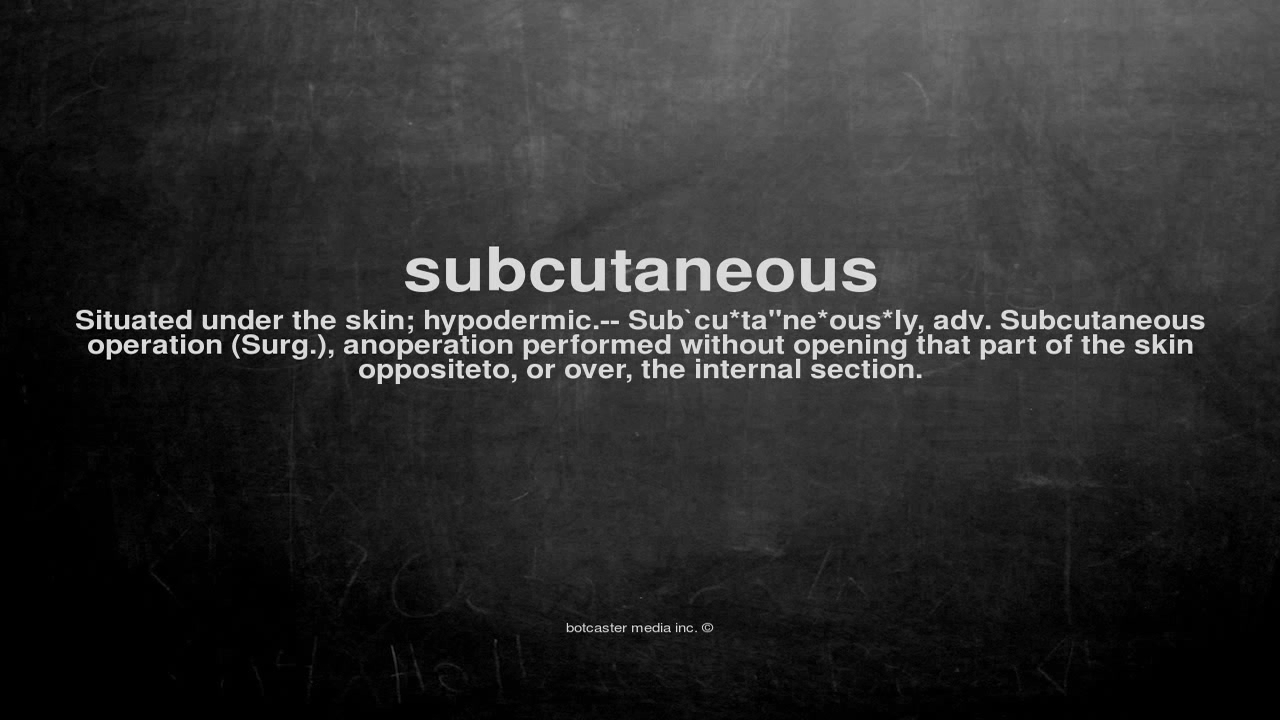 subcutaneous
Situated under the skin; hypodermic.-- Sub`cu*ta"ne*ous*ly, adv. Subcutaneous
operation (Surg.), anoperation performed without opening that part of the skin
oppositeto, or over, the internal section.
botcaster media inc. ©